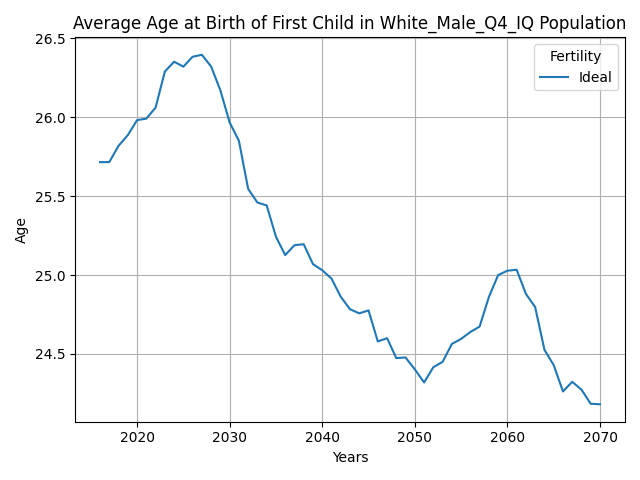 Average Age at Birth of First Child in White_Male_Q4_IQ Population
Fertility
Ideal
26.5
26.0
25.5
25.0
24.5
Age
2020 2030 2040 2050 2060 2070
Years